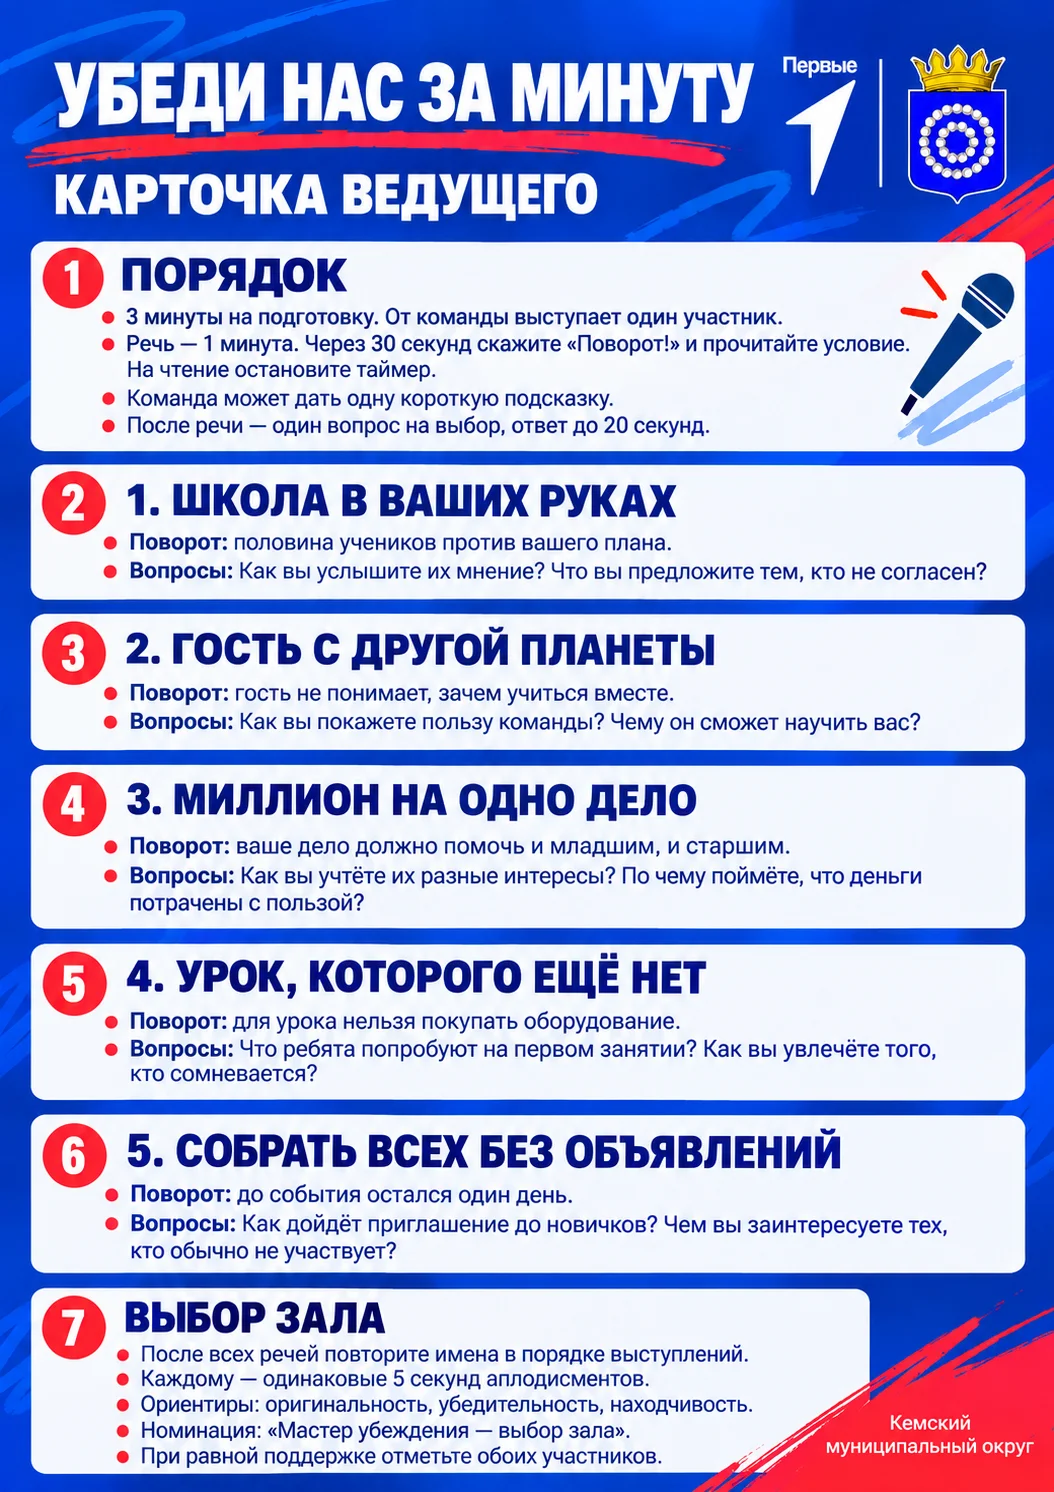 УБЕДИ НАС ЗА МИНУТУ
Первые
КАРТОЧКА ВЕДУЩЕГО
1 ПОРЯДОК
3 минуты на подготовку. От команды выступает один участник.
Речь — 1 минута. Через 30 секунд скажите «Поворот!» и прочитайте условие.
На чтение остановите таймер.
Команда может дать одну короткую подсказку.
После речи — один вопрос на выбор, ответ до 20 секунд.
2 1. ШКОЛА В ВАШИХ РУКАХ
Поворот: половина учеников против вашего плана.
Вопросы: Как вы услышите их мнение? Что вы предложите тем, кто не согласен?
3 2. ГОСТЬ С ДРУГОЙ ПЛАНЕТЫ
Поворот: гость не понимает, зачем учиться вместе.
Вопросы: Как вы покажете пользу команды? Чему он сможет научить вас?
4 3. МИЛЛИОН НА ОДНО ДЕЛО
Поворот: ваше дело должно помочь и младшим, и старшим.
Вопросы: Как вы учтёте их разные интересы? По чему поймёте, что деньги
потрачены с пользой?
5 4. УРОК, КОТОРОГО ЕЩЁ НЕТ
Поворот: для урока нельзя покупать оборудование.
Вопросы: Что ребята попробуют на первом занятии? Как вы увлечёте того,
кто сомневается?
6 5. СОБРАТЬ ВСЕХ БЕЗ ОБЪЯВЛЕНИЙ
Поворот: до события остался один день.
Вопросы: Как дойдёт приглашение до новичков? Чем вы заинтересуете тех,
кто обычно не участвует?
7 ВЫБОР ЗАЛА
После всех речей повторите имена в порядке выступлений.
Каждому — одинаковые 5 секунд аплодисментов.
Ориентиры: оригинальность, убедительность, находчивость.
Номинация: «Мастер убеждения — выбор зала».
При равной поддержке отметьте обоих участников.
Кемский
муниципальный округ